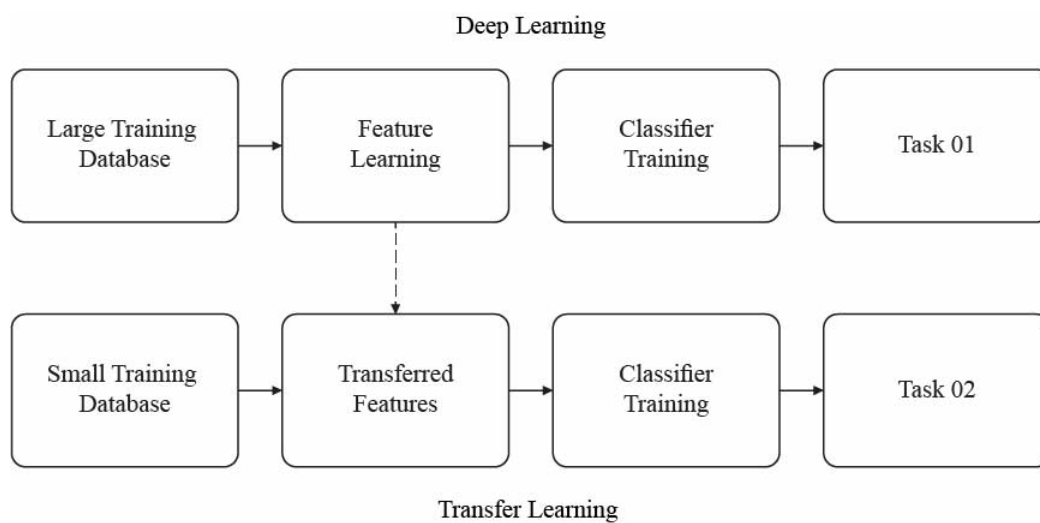 Deep Learning
Large Training
Database
Feature
Learning
Classifier
Training
Task 01
Small Training
Database
Transferred
Features
Classifier
Training
Task 02
Transfer Learning